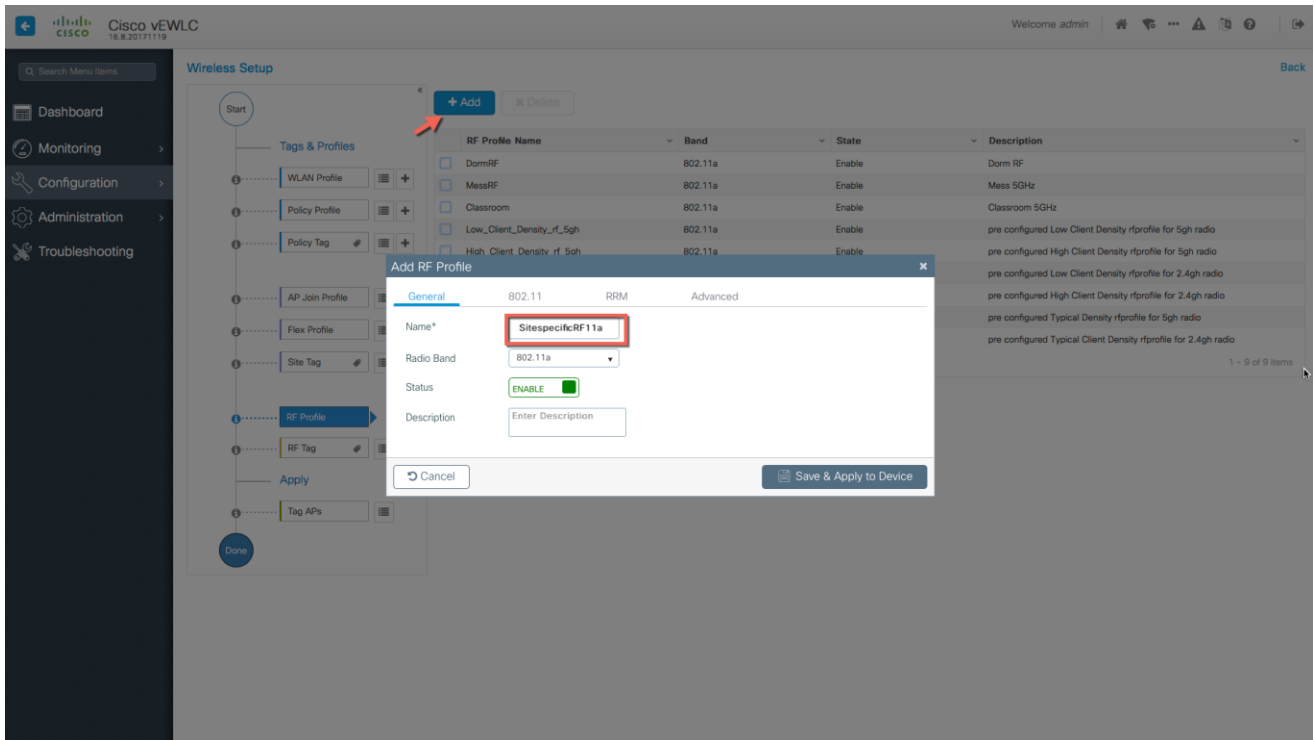 CISCO
Cisco vEWLC
16.8.20171119
Welcome admin
Search Menu Items
Dashboard
Monitoring
Configuration
Administration
Troubleshooting
Wireless Setup
Back
Start
Tags & Profiles
WLAN Profile
Policy Profile
Policy Tag
AP Join Profile
Flex Profile
Site Tag
RF Profile
RF Tag
Apply
Tag APs
Done
+ Add
Delete
RF Profile Name Band State Description
DormRF 802.11a Enable Dorm RF
MessRF 802.11a Enable Mess 5GHz
Classroom 802.11a Enable Classroom 5GHz
Low_Client_Density_rf_5gh 802.11a Enable pre configured Low Client Density rfprofile for 5gh radio
High_Client_Density_rf_5gh 802.11a Enable pre configured High Client Density rfprofile for 5gh radio
pre configured Low Client Density rfprofile for 2.4gh radio
pre configured High Client Density rfprofile for 2.4gh radio
pre configured Typical Density rfprofile for 5gh radio
pre configured Typical Client Density rfprofile for 2.4gh radio
1 - 9 of 9 items
Add RF Profile
General 802.11 RRM Advanced
Name* SitespecificRF11a
Radio Band 802.11a
Status ENABLE
Description Enter Description
Cancel
Save & Apply to Device